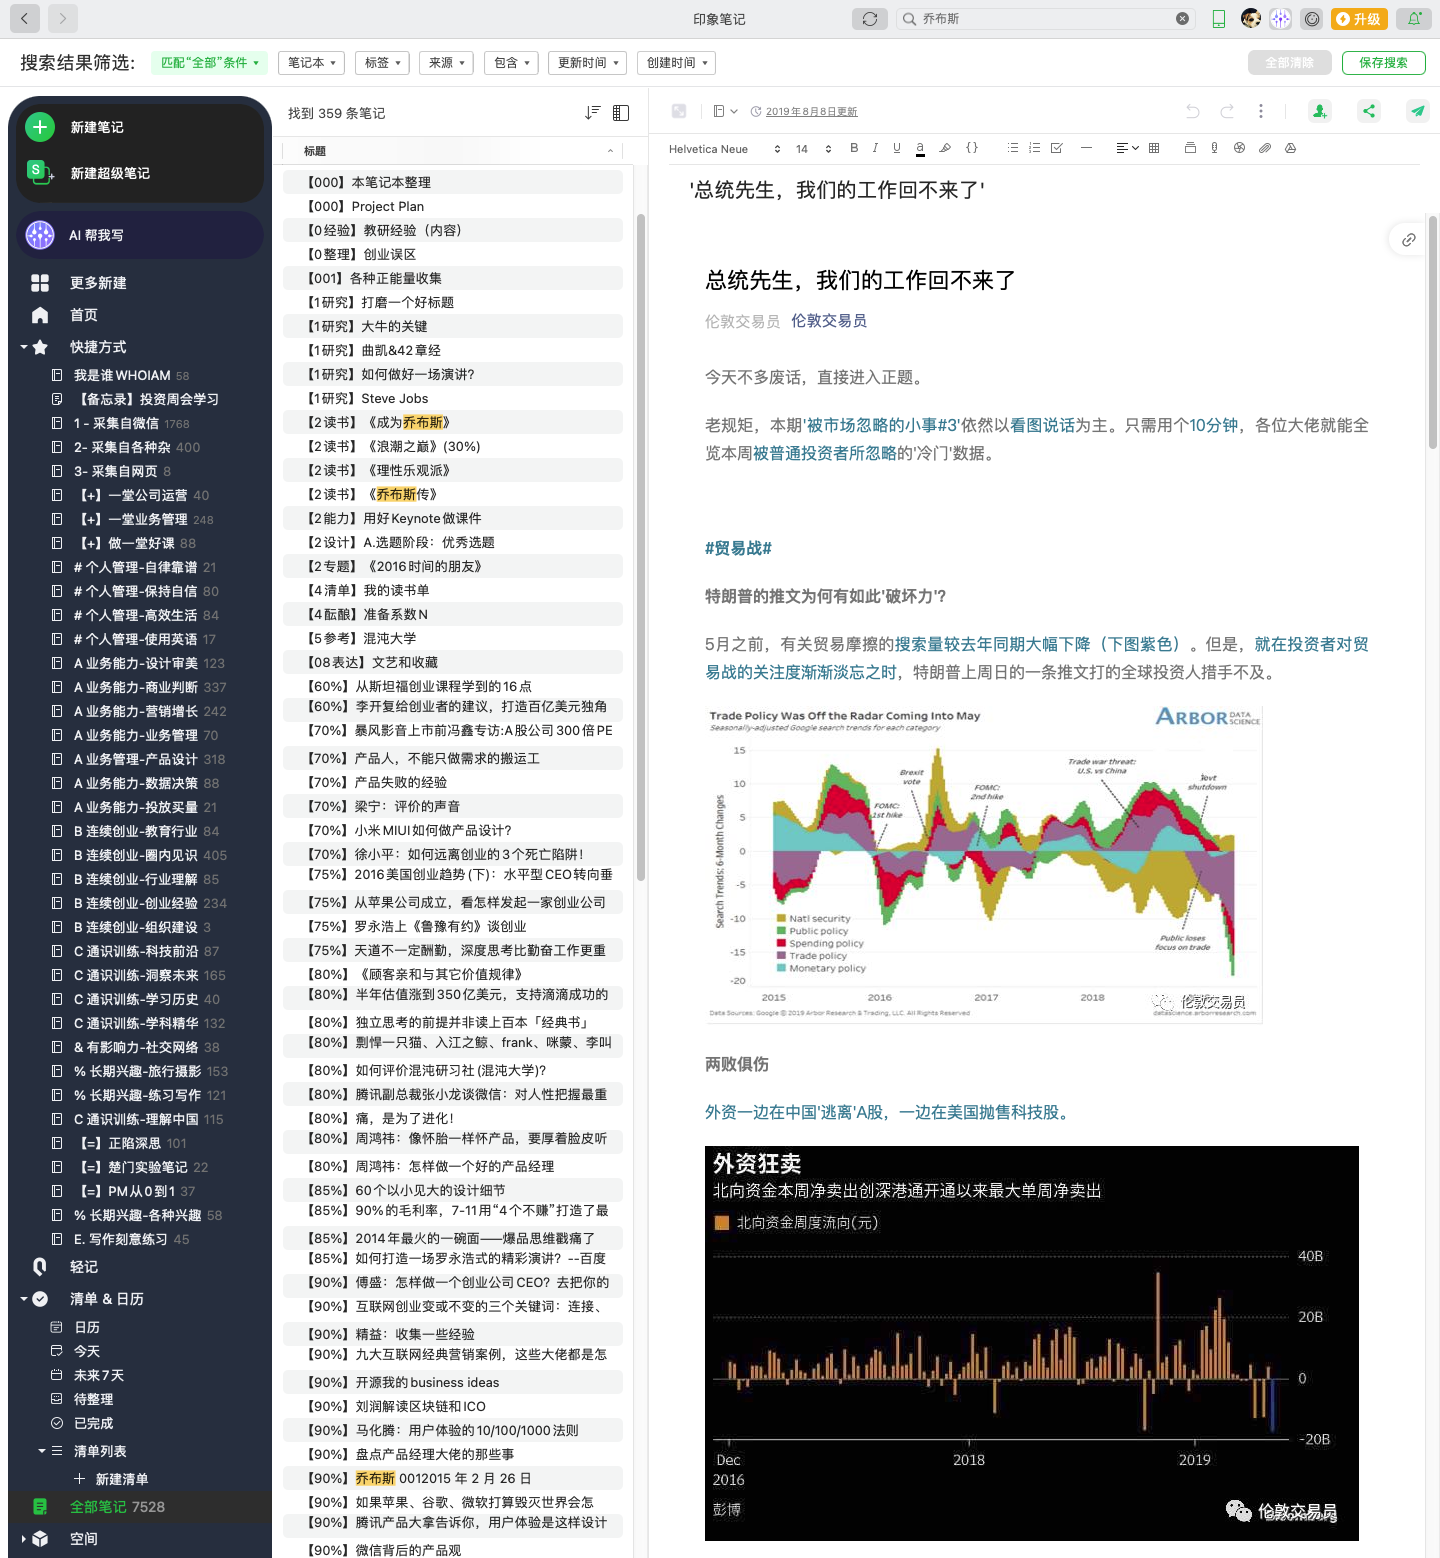 印象笔记
乔布斯
升级
搜索结果筛选:
匹配“全部”条件
笔记本
标签
来源
包含
更新时间
创建时间
全部清除
保存搜索
新建笔记
新建超级笔记
AI 帮我写
更多新建
首页
快捷方式
我是谁WHOIAM 58
【备忘录】投资周会学习
1 - 采集自微信 1768
2- 采集自各种杂 400
3- 采集自网页 8
【+】一堂公司运营 40
【+】一堂业务管理 248
【+】做一堂好课 88
# 个人管理-自律靠谱 21
# 个人管理-保持自信 80
# 个人管理-高效生活 84
# 个人管理-使用英语 17
A 业务能力-设计审美 123
A 业务能力-商业判断 337
A 业务能力-营销增长 242
A 业务能力-业务管理 70
A 业务管理-产品设计 318
A 业务能力-数据决策 88
A 业务能力-投放买量 21
B 连续创业-教育行业 84
B 连续创业-圈内见识 405
B 连续创业-行业理解 85
B 连续创业-创业经验 234
B 连续创业-组织建设 3
C 通识训练-科技前沿 87
C 通识训练-洞察未来 165
C 通识训练-学习历史 40
C 通识训练-学科精华 132
& 有影响力-社交网络 38
% 长期兴趣-旅行摄影 153
% 长期兴趣-练习写作 121
C 通识训练-理解中国 115
【=】正陷深思 101
【=】楚门实验笔记 22
【=】PM从0到1 37
% 长期兴趣-各种兴趣 58
E. 写作刻意练习 45
轻记
清单 & 日历
日历
今天
未来7天
待整理
已完成
清单列表
新建清单
全部笔记 7528
空间
找到 359 条笔记
标题
【000】本笔记本整理
【000】Project Plan
【0经验】教研经验（内容）
【0整理】创业误区
【001】各种正能量收集
【1研究】打磨一个好标题
【1研究】大牛的关键
【1研究】曲凯&42章经
【1研究】如何做好一场演讲?
【1研究】Steve Jobs
【2读书】《成为乔布斯》
【2读书】《浪潮之巅》(30%)
【2读书】《理性乐观派》
【2读书】《乔布斯传》
【2能力】用好Keynote做课件
【2设计】A.选题阶段：优秀选题
【2专题】《2016时间的朋友》
【4清单】我的读书单
【4酝酿】准备系数N
【5参考】混沌大学
【08表达】文艺和收藏
【60%】从斯坦福创业课程学到的16点
【60%】李开复给创业者的建议，打造百亿美元独角
【70%】暴风影音上市前冯鑫专访:A股公司300倍PE
【70%】产品人，不能只做需求的搬运工
【70%】产品失败的经验
【70%】梁宁：评价的声音
【70%】小米MIUI如何做产品设计?
【70%】徐小平：如何远离创业的3个死亡陷阱！
【75%】2016美国创业趋势(下)：水平型CEO转向垂
【75%】从苹果公司成立，看怎样发起一家创业公司
【75%】罗永浩上《鲁豫有约》谈创业
【75%】天道不一定酬勤，深度思考比勤奋工作更重
【80%】《顾客亲和与其它价值规律》
【80%】半年估值涨到350亿美元，支持滴滴成功的
【80%】独立思考的前提并非读上百本「经典书」
【80%】剽悍一只猫、入江之鲸、frank、咪蒙、李叫
【80%】如何评价混沌研习社(混沌大学)?
【80%】腾讯副总裁张小龙谈微信：对人性把握最重
【80%】痛，是为了进化！
【80%】周鸿祎：像怀胎一样怀产品，要厚着脸皮听
【80%】周鸿祎：怎样做一个好的产品经理
【85%】60个以小见大的设计细节
【85%】90%的毛利率，7-11用“4个不赚”打造了最
【85%】2014年最火的一碗面——爆品思维戳痛了
【85%】如何打造一场罗永浩式的精彩演讲？--百度
【90%】傅盛：怎样做一个创业公司CEO？去把你的
【90%】互联网创业变或不变的三个关键词：连接、
【90%】精益：收集一些经验
【90%】九大互联网经典营销案例，这些大佬都是怎
【90%】开源我的business ideas
【90%】刘润解读区块链和ICO
【90%】马化腾：用户体验的10/100/1000法则
【90%】盘点产品经理大佬的那些事
【90%】乔布斯 0012015 年 2 月 26 日
【90%】如果苹果、谷歌、微软打算毁灭世界会怎
【90%】腾讯产品大拿告诉你，用户体验是这样设计
【90%】微信背后的产品观
2019年8月8日更新
Helvetica Neue
14
B I U a
'总统先生，我们的工作回不来了'
总统先生，我们的工作回不来了
伦敦交易员 伦敦交易员
今天不多废话，直接进入正题。
老规矩，本期'被市场忽略的小事#3'依然以看图说话为主。只需用个10分钟，各位大佬就能全
览本周被普通投资者所忽略的'冷门'数据。
#贸易战#
特朗普的推文为何有如此'破坏力'?
5月之前，有关贸易摩擦的搜索量较去年同期大幅下降（下图紫色）。但是，就在投资者对贸
易战的关注度渐渐淡忘之时，特朗普上周日的一条推文打的全球投资人措手不及。
Trade Policy Was Off the Radar Coming Into May
Seasonally-adjusted Google search trends for each category
ARBOR DATA SCIENCE
Search Trends: 6-Month Changes
15
10
5
0
-5
-10
-15
-20
FOMC: 1st hike
Brexit vote
FOMC: 2nd hike
Trade war threat: U.S. vs China
shutdown
Public loses focus on trade
Natl security
Public policy
Spending policy
Trade policy
Monetary policy
2015
2016
2017
2018
伦敦交易员
Data Sources: Google © 2019 Arbor Research & Trading, LLC. All Rights Reserved
datascience.arborresearch.com
两败俱伤
外资一边在中国'逃离'A股，一边在美国抛售科技股。
外资狂卖
北向资金本周净卖出创深港通开通以来最大单周净卖出
北向资金周度流向(元)
40B
20B
0
-20B
Dec
2016
2018
2019
彭博
伦敦交易员